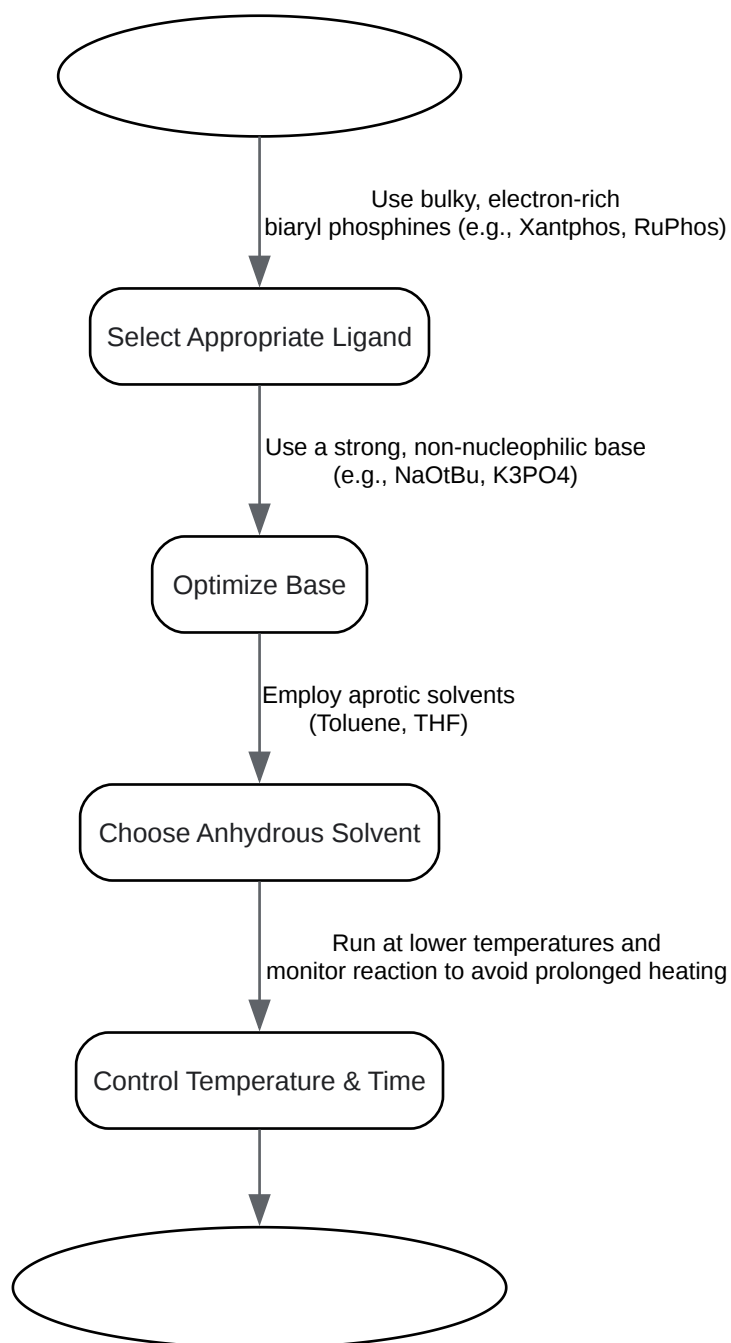 Use bulky, electron-rich
biaryl phosphines (e.g., Xantphos, RuPhos)
Select Appropriate Ligand
Use a strong, non-nucleophilic base
(e.g., NaOtBu, K3PO4)
Optimize Base
Employ aprotic solvents
(Toluene, THF)
Choose Anhydrous Solvent
Run at lower temperatures and
monitor reaction to avoid prolonged heating
Control Temperature & Time